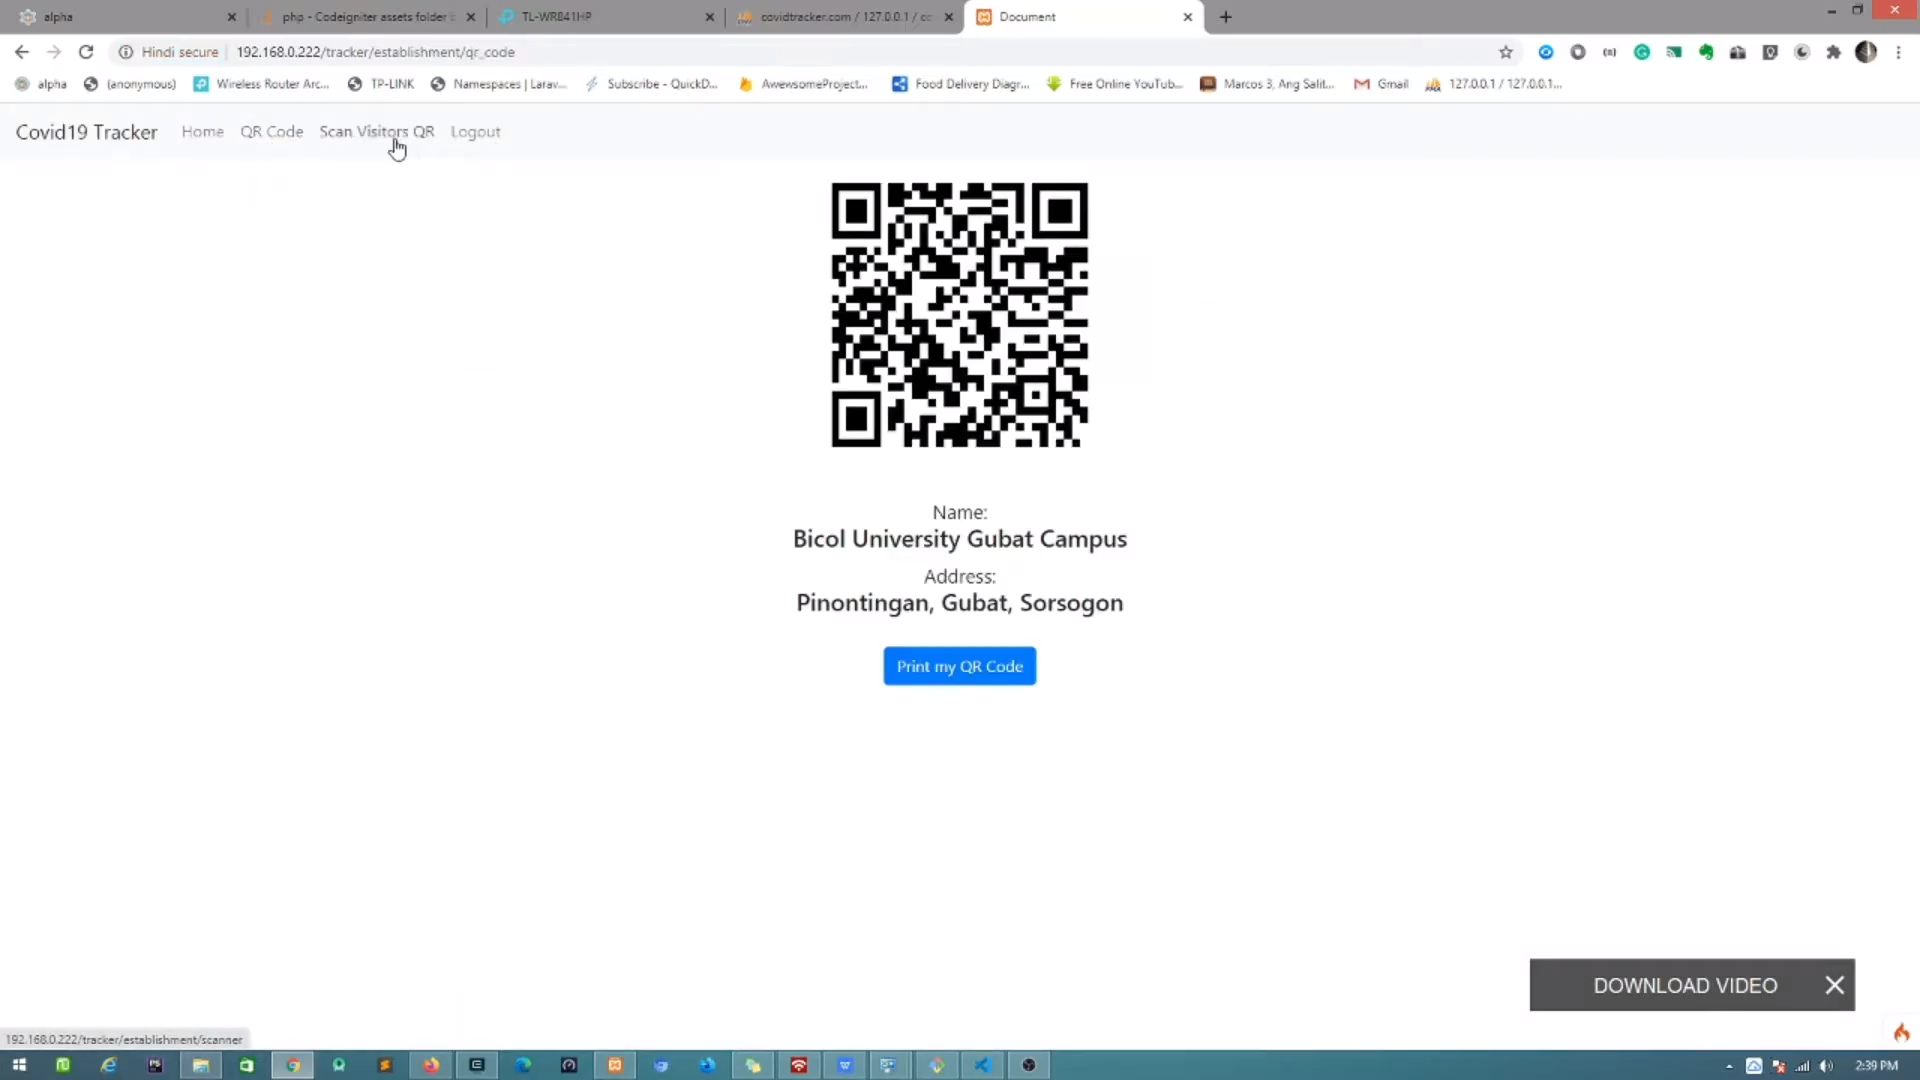 alpha
php - Codeigniter assets folder
TL-WR841HP
covidtracker.com / 127.0.0.1 / co
Document
Hindi secure
192.168.0.222/tracker/establishment/qr_code
alpha
(anonymous)
Wireless Router Arc...
TP-LINK
Namespaces | Larav...
Subscribe - QuickD...
AwewsomeProject...
Food Delivery Diagr...
Free Online YouTub...
Marcos 3, Ang Salit...
Gmail
127.0.0.1 / 127.0.0.1...
Covid19 Tracker
Home
QR Code
Scan Visitors QR
Logout
Name:
Bicol University Gubat Campus
Address:
Pinontingan, Gubat, Sorsogon
Print my QR Code
DOWNLOAD VIDEO
192.168.0.222/tracker/establishment/scanner
2:39 PM